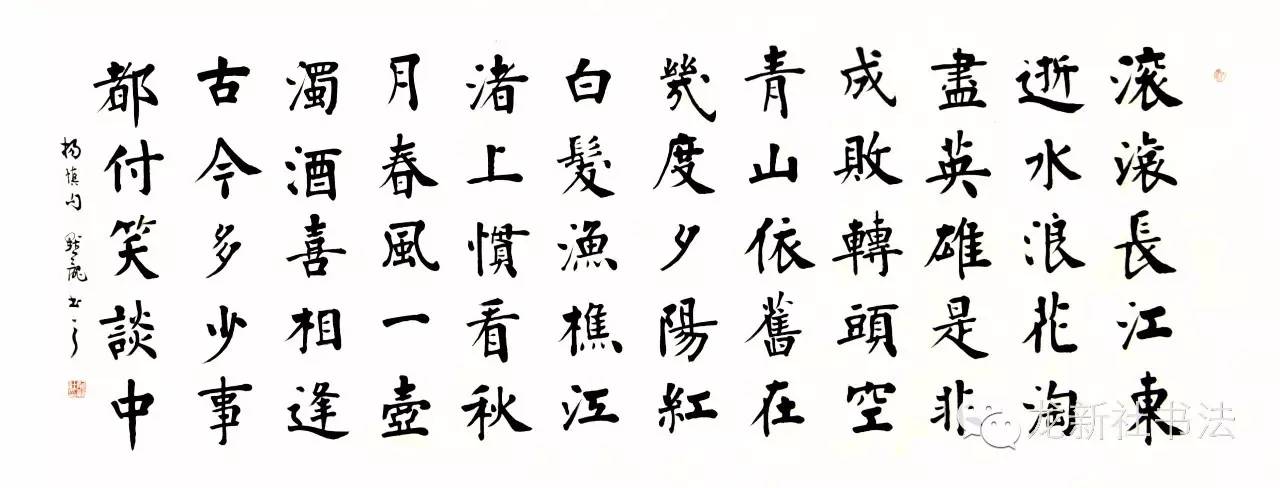 滚滚長江東
逝水浪花淘
盡英雄是非
成敗轉頭空
青山依舊在
幾度夕陽紅
白髮漁樵江
渚上慣看秋
月春風一壺
濁酒喜相逢
古今多少事
都付笑談中
楊慎句 书
龙新社书法